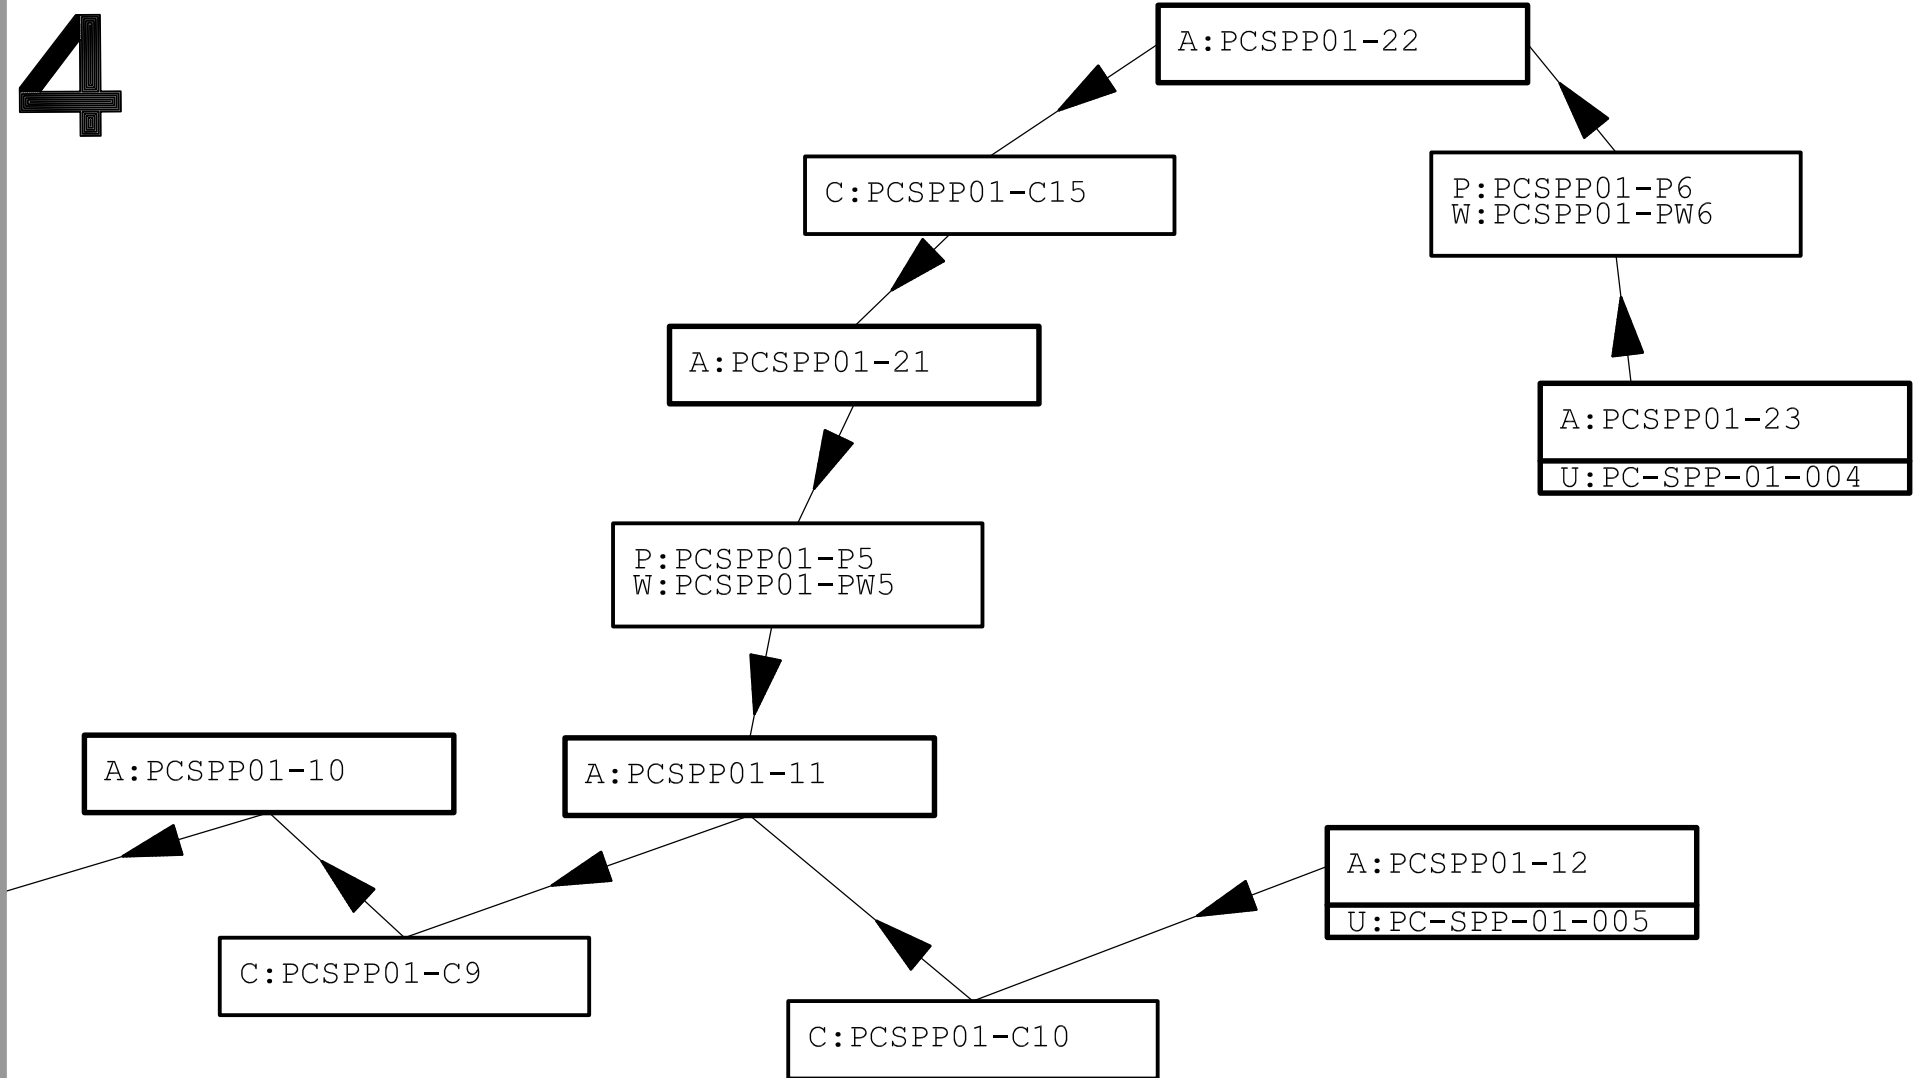 4
A:PCSPP01-22
C:PCSPP01-C15
P:PCSPP01-P6
W:PCSPP01-PW6
A:PCSPP01-21
A:PCSPP01-23
U:PC-SPP-01-004
P:PCSPP01-P5
W:PCSPP01-PW5
A:PCSPP01-10
A:PCSPP01-11
A:PCSPP01-12
U:PC-SPP-01-005
C:PCSPP01-C9
C:PCSPP01-C10